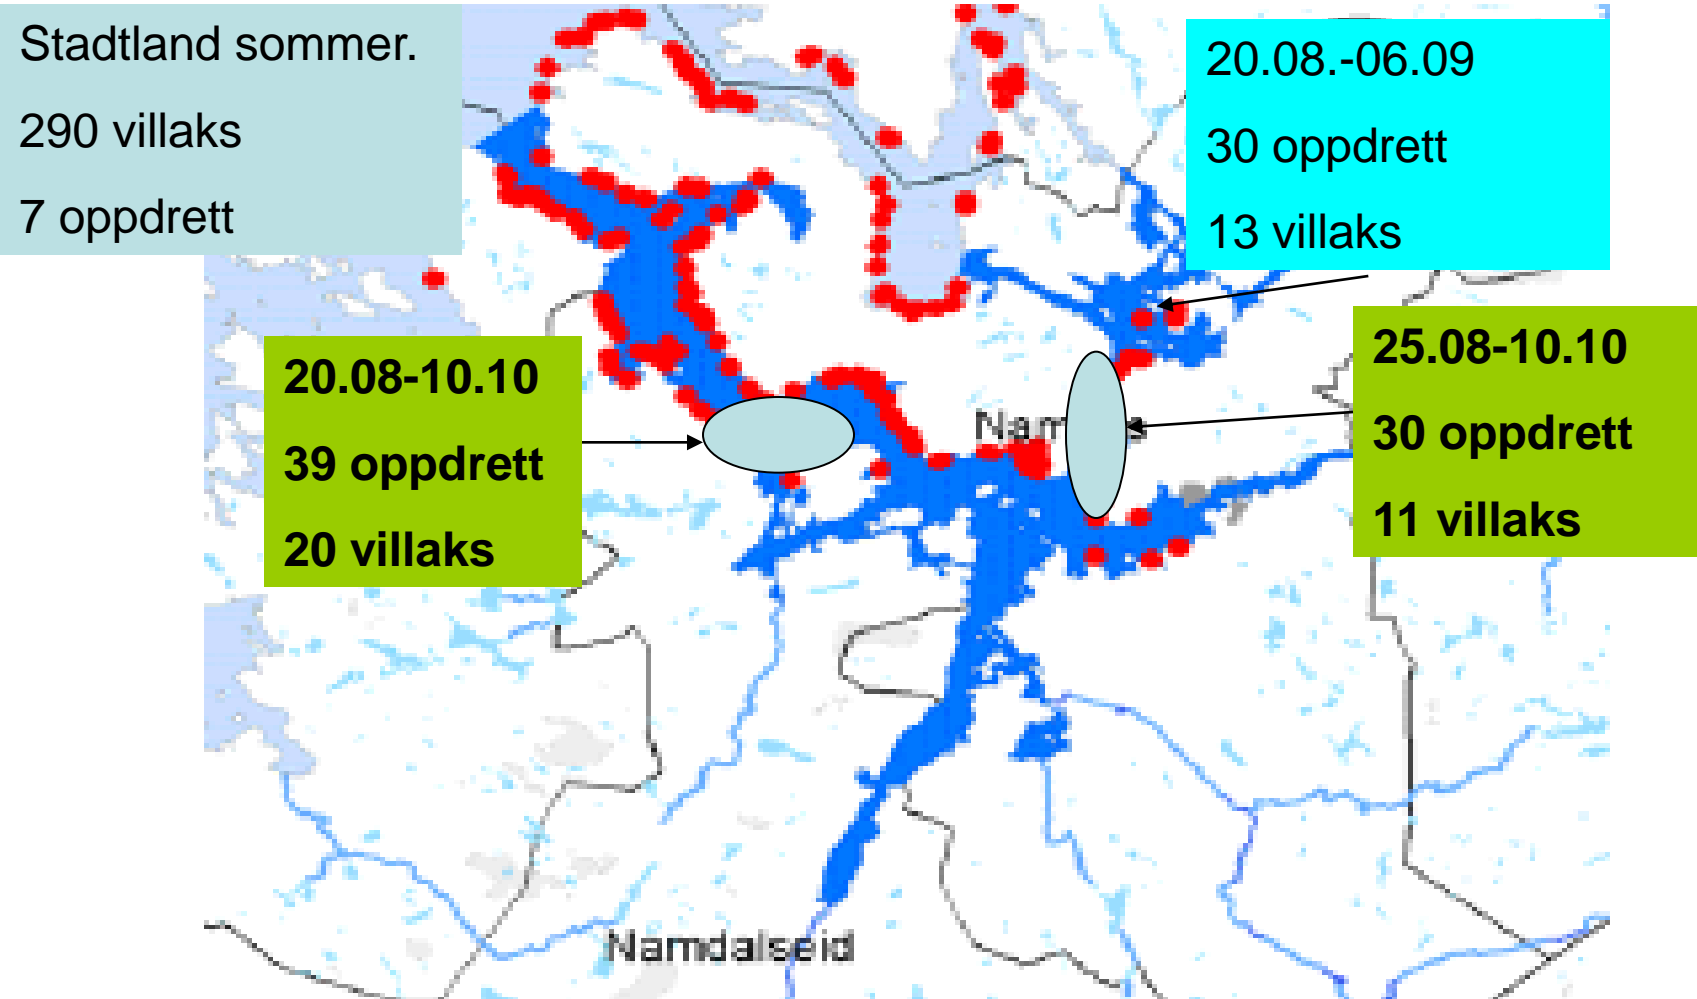 Stadtland sommer.
290 villaks
7 oppdrett
20.08.-06.09
30 oppdrett
13 villaks
20.08-10.10
39 oppdrett
20 villaks
25.08-10.10
30 oppdrett
11 villaks
Namdalseid